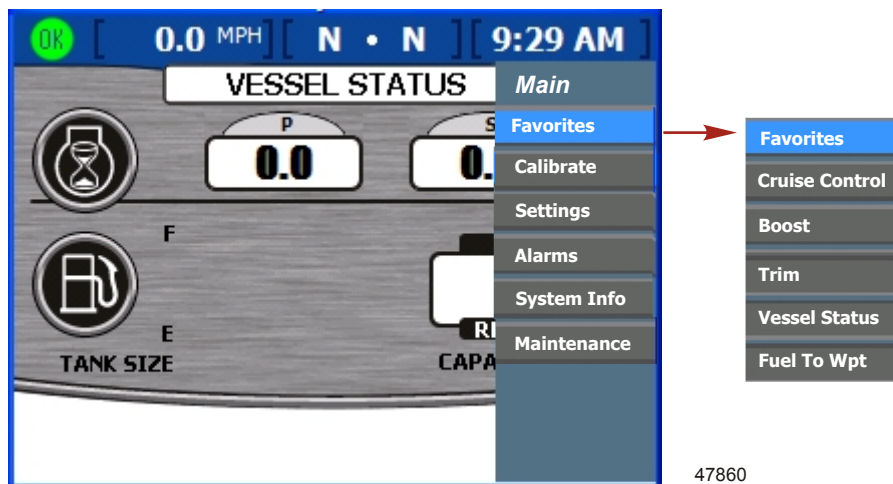 OK [ 0.0 MPH ] [ N • N ] [ 9:29 AM ]
VESSEL STATUS
P
0.0
S
0.
F
E
TANK SIZE
Main
Favorites
Calibrate
Settings
Alarms
System Info
Maintenance
Favorites
Cruise Control
Boost
Trim
Vessel Status
Fuel To Wpt
47860